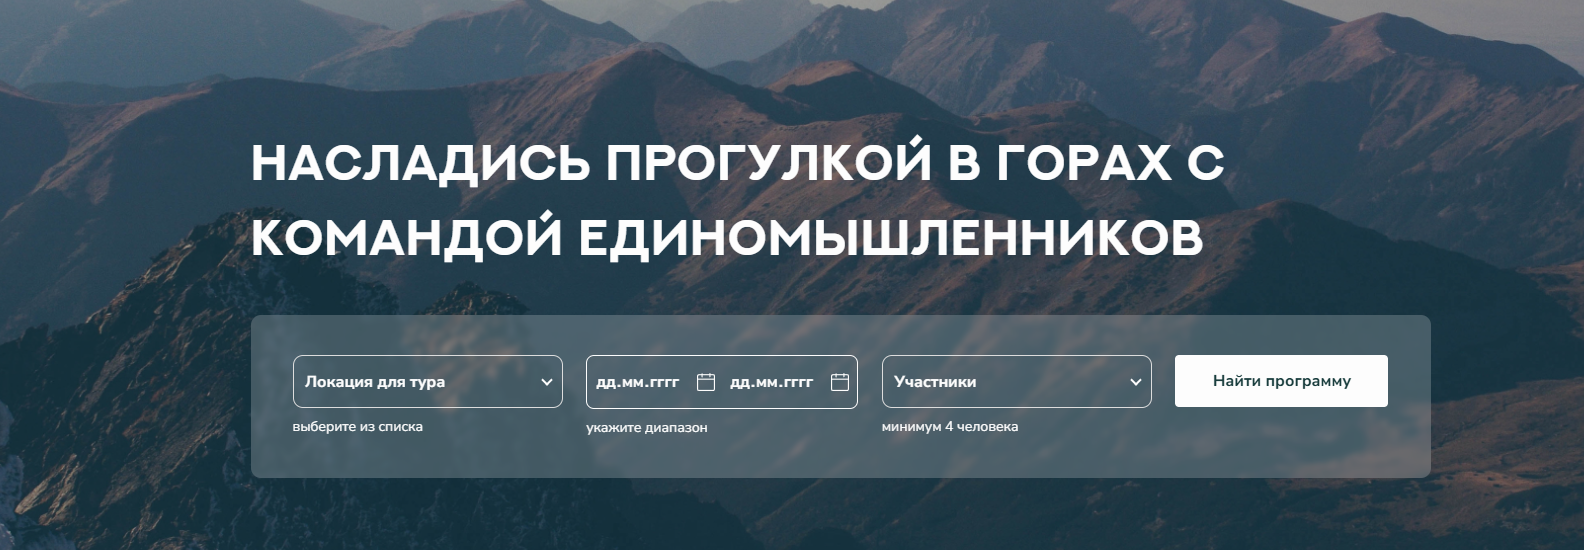 НАСЛАДИСЬ ПРОГУЛКОЙ В ГОРАХ С
КОМАНДОЙ ЕДИНОМЫШЛЕННИКОВ
Локация для тура
дд.мм.гггг
дд.мм.гггг
Участники
Найти программу
выберите из списка
укажите диапазон
минимум 4 человека